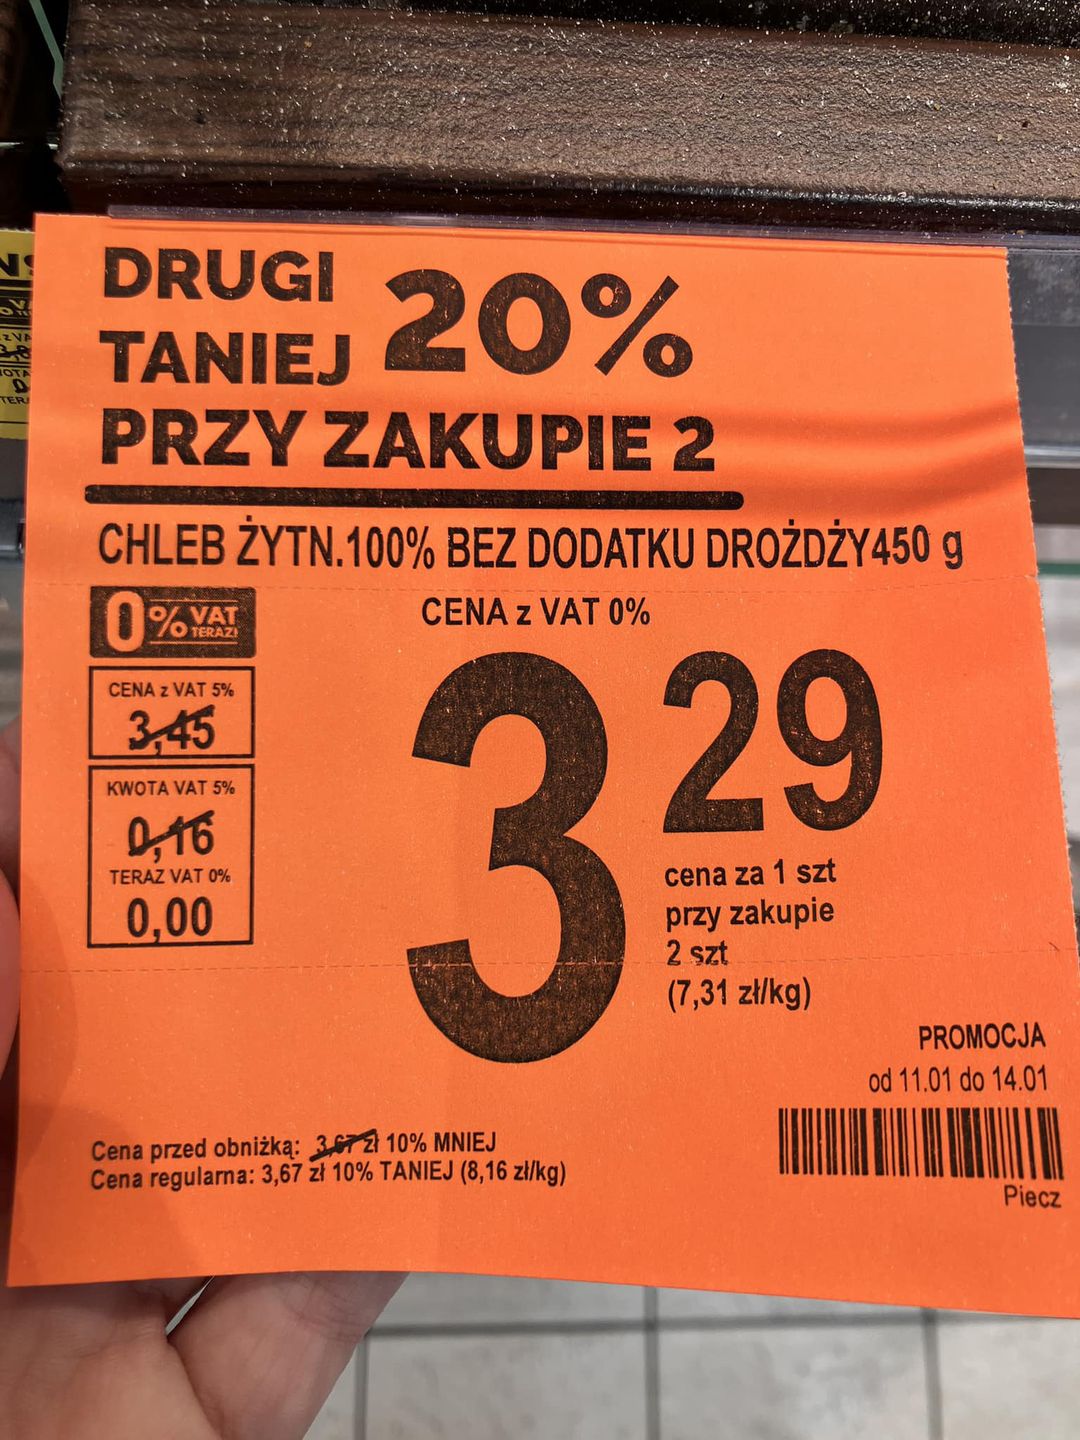 DRUGI
TANIEJ 20%
PRZY ZAKUPIE 2
CHLEB ŻYTN.100% BEZ DODATKU DROŻDŻY450 g
0% VAT
TERAZ!
CENA z VAT 0%
CENA z VAT 5%
3,45
KWOTA VAT 5%
0,16
TERAZ VAT 0%
0,00
3 29
cena za 1 szt
przy zakupie
2 szt
(7,31 zł/kg)
PROMOCJA
od 11.01 do 14.01
Cena przed obniżką: 3,67 zł 10% MNIEJ
Cena regularna: 3,67 zł 10% TANIEJ (8,16 zł/kg)
Piecz